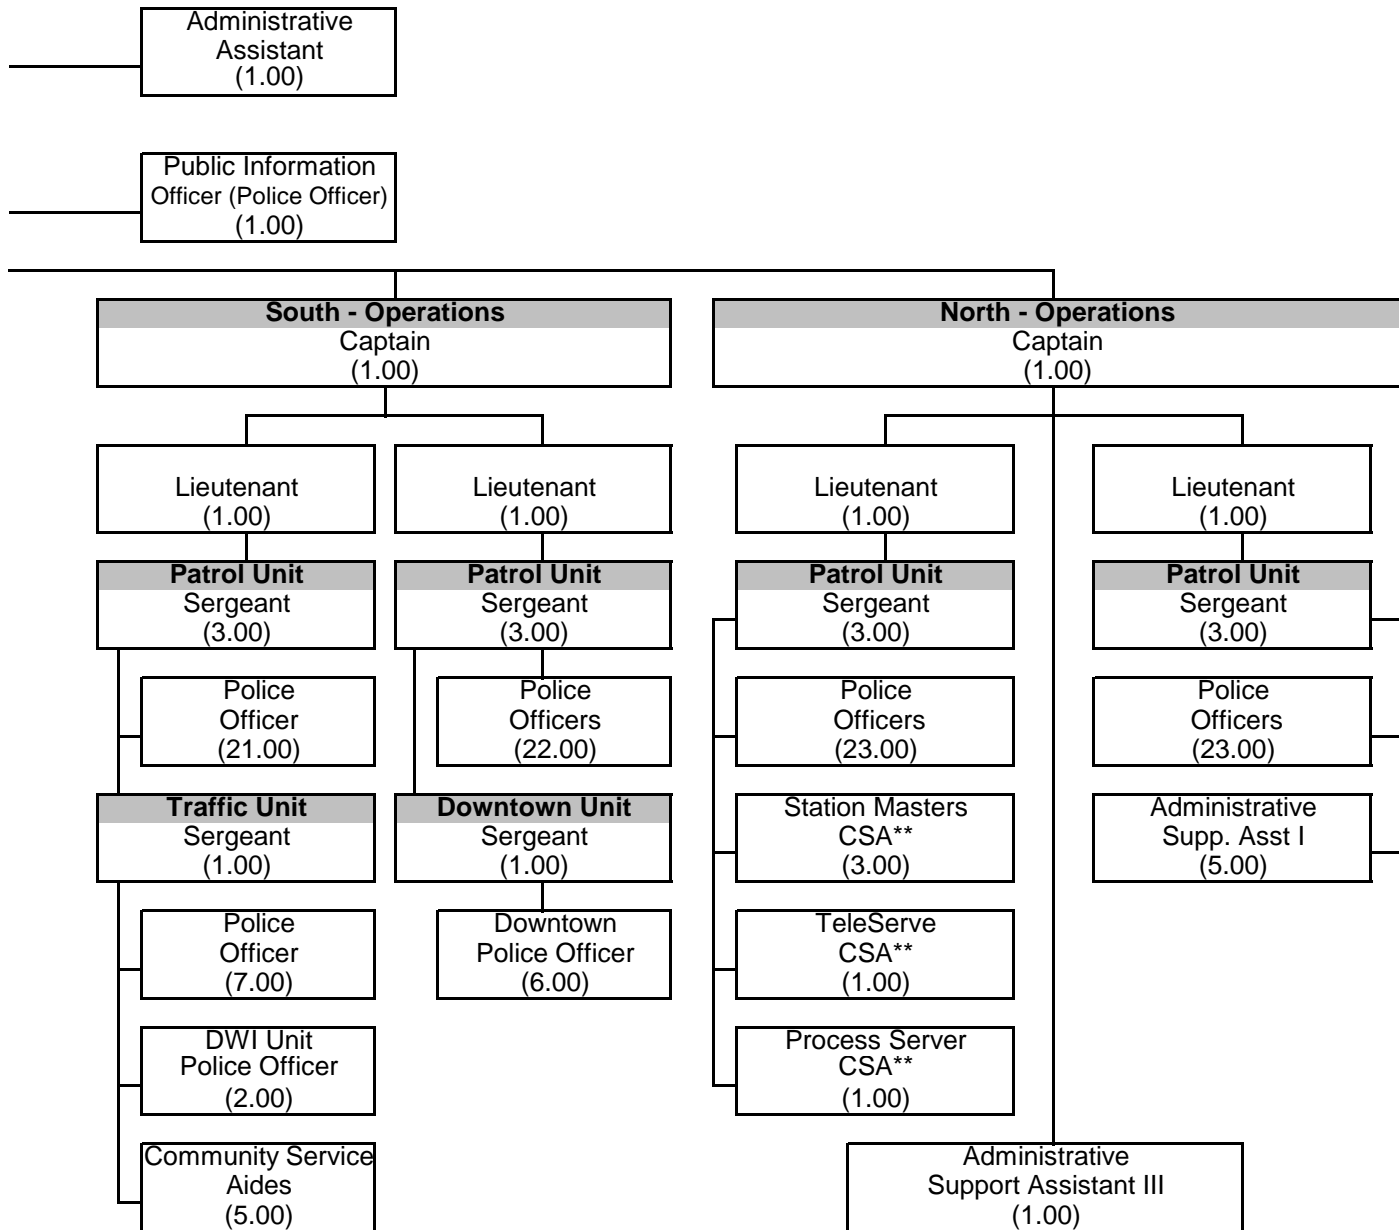 Administrative
Assistant
(1.00)
Public Information
Officer (Police Officer)
(1.00)
South - Operations
Captain
(1.00)
North - Operations
Captain
(1.00)
Lieutenant
(1.00)
Lieutenant
(1.00)
Lieutenant
(1.00)
Lieutenant
(1.00)
Patrol Unit
Sergeant
(3.00)
Patrol Unit
Sergeant
(3.00)
Patrol Unit
Sergeant
(3.00)
Patrol Unit
Sergeant
(3.00)
Police
Officer
(21.00)
Police
Officers
(22.00)
Police
Officers
(23.00)
Police
Officers
(23.00)
Traffic Unit
Sergeant
(1.00)
Downtown Unit
Sergeant
(1.00)
Station Masters
CSA**
(3.00)
Administrative
Supp. Asst I
(5.00)
Police
Officer
(7.00)
Downtown
Police Officer
(6.00)
TeleServe
CSA**
(1.00)
DWI Unit
Police Officer
(2.00)
Process Server
CSA**
(1.00)
Community Service
Aides
(5.00)
Administrative
Support Assistant III
(1.00)